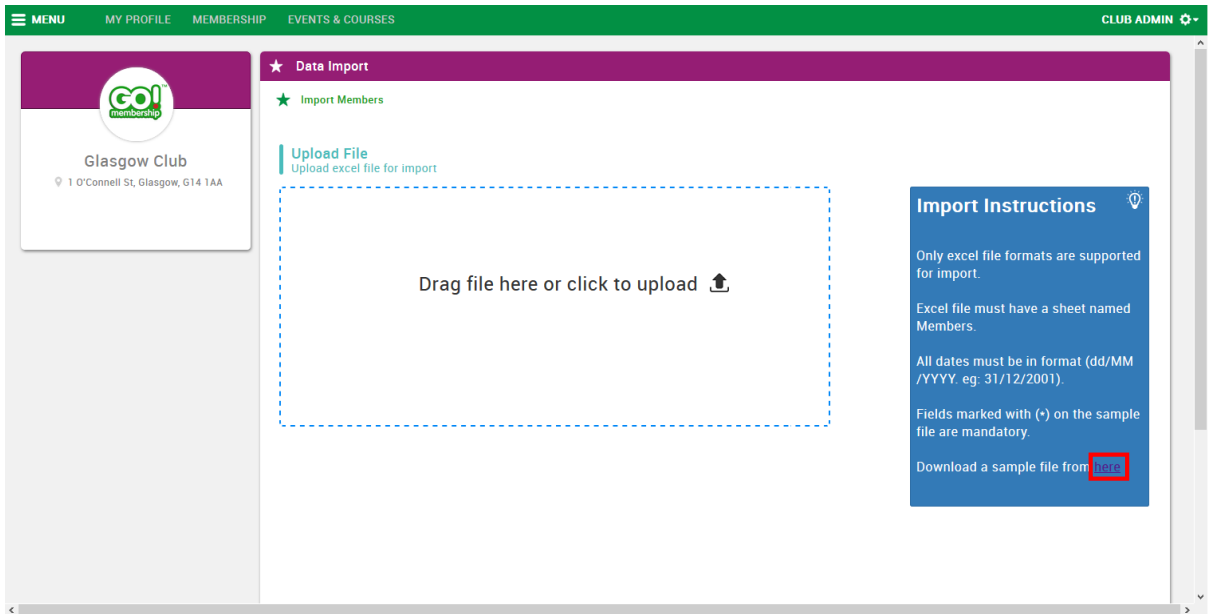 MENU MY PROFILE MEMBERSHIP EVENTS & COURSES CLUB ADMIN
GO!™
membership
Glasgow Club
1 O'Connell St, Glasgow, G14 1AA
Data Import
Import Members
Upload File
Upload excel file for import
Drag file here or click to upload
Import Instructions
Only excel file formats are supported
for import.
Excel file must have a sheet named
Members.
All dates must be in format (dd/MM
/YYYY. eg: 31/12/2001).
Fields marked with (*) on the sample
file are mandatory.
Download a sample file from here